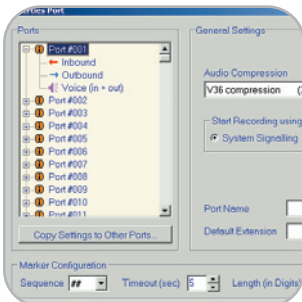 Properties Port
Ports
Port #001
Inbound
Outbound
Voice (in + out)
Port #002
Port #003
Port #004
Port #005
Port #006
Port #007
Port #008
Port #009
Port #010
Port #011
Copy Settings to Other Ports...
General Settings
Audio Compression
V36 compression
Start Recording using
System Signalling
Port Name
Default Extension
Marker Configuration
Sequence ## Timeout (sec) 5 Length (in Digits